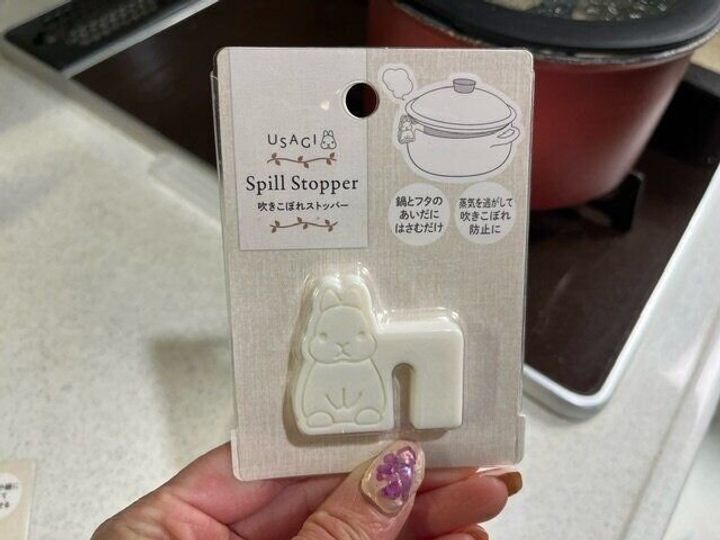 USAGI
Spill Stopper
吹きこぼれストッパー
鍋とフタの
あいだに
はさむだけ
蒸気を逃がして
吹きこぼれ
防止に